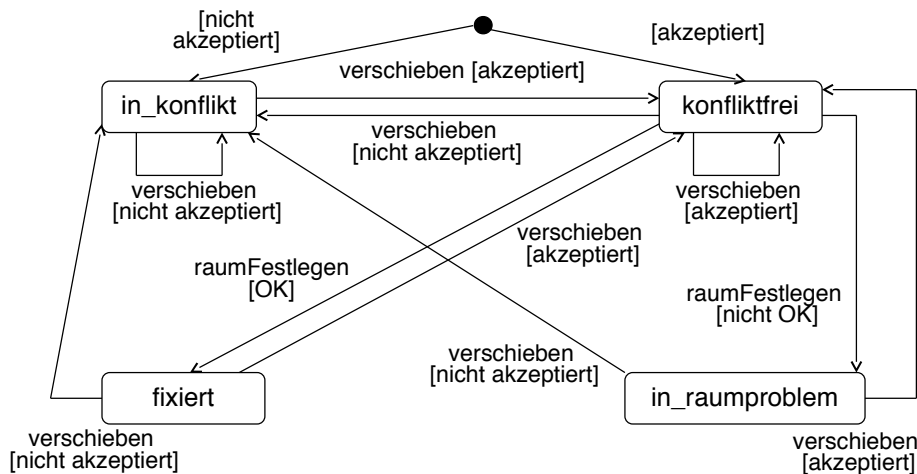 [nicht
akzeptiert]
[akzeptiert]
verschieben [akzeptiert]
in_konflikt
konfliktfrei
verschieben
[nicht akzeptiert]
verschieben
[nicht akzeptiert]
verschieben
[akzeptiert]
verschieben
[akzeptiert]
raumFestlegen
[OK]
raumFestlegen
[nicht OK]
verschieben
[nicht akzeptiert]
fixiert
in_raumproblem
verschieben
[nicht akzeptiert]
verschieben
[akzeptiert]